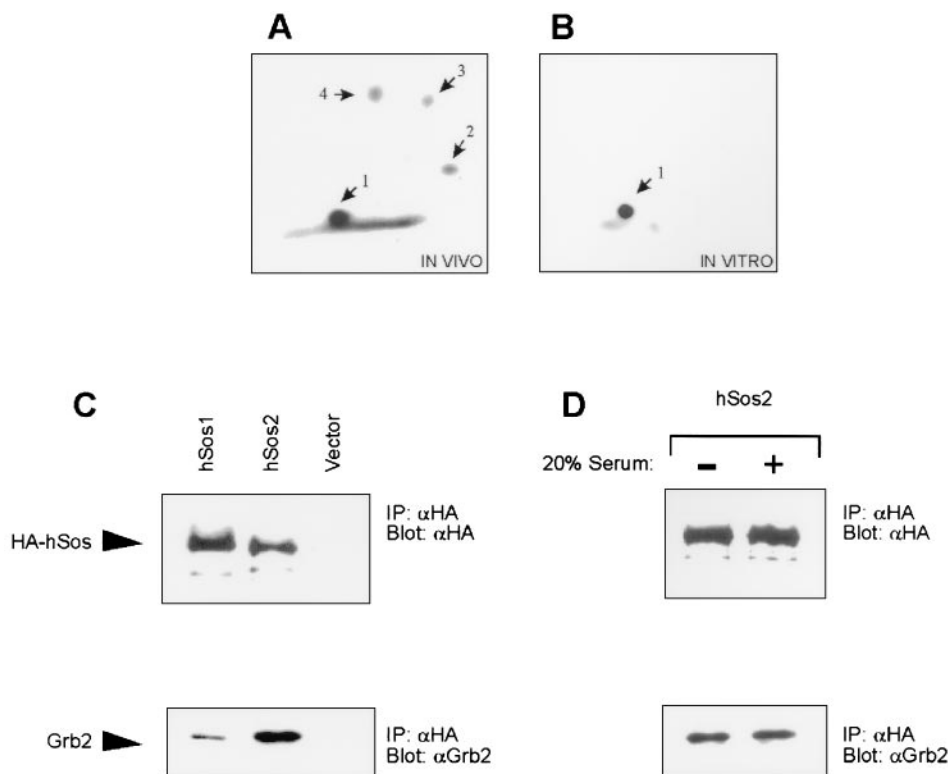 A
B
4
3
2
1
IN VIVO
1
IN VITRO
C
hSos1
hSos2
Vector
HA-hSos
IP: αHA
Blot: αHA
Grb2
IP: αHA
Blot: αGrb2
D
hSos2
20% Serum: - +
IP: αHA
Blot: αHA
IP: αHA
Blot: αGrb2